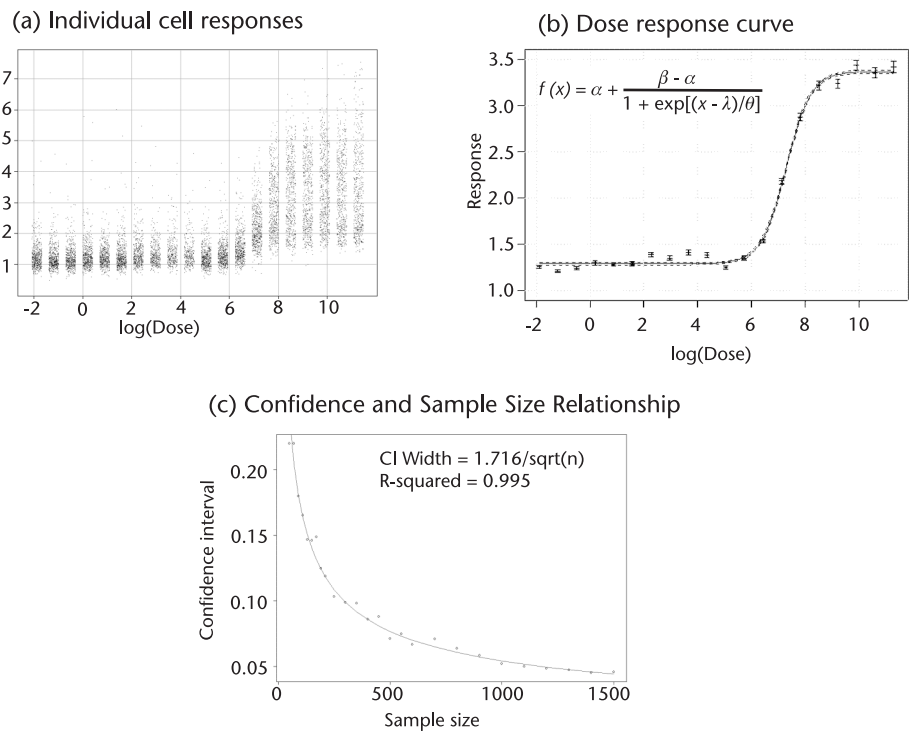 (a) Individual cell responses
7
6
5
4
3
2
1
-2 0 2 4 6 8 10
log(Dose)
(b) Dose response curve
f (x) = α + β - α / 1 + exp[(x - λ)/θ]
Response
3.5
3.0
2.5
2.0
1.5
1.0
-2 0 2 4 6 8 10
log(Dose)
(c) Confidence and Sample Size Relationship
CI Width = 1.716/sqrt(n)
R-squared = 0.995
Confidence interval
0.20
0.15
0.10
0.05
0 500 1000 1500
Sample size